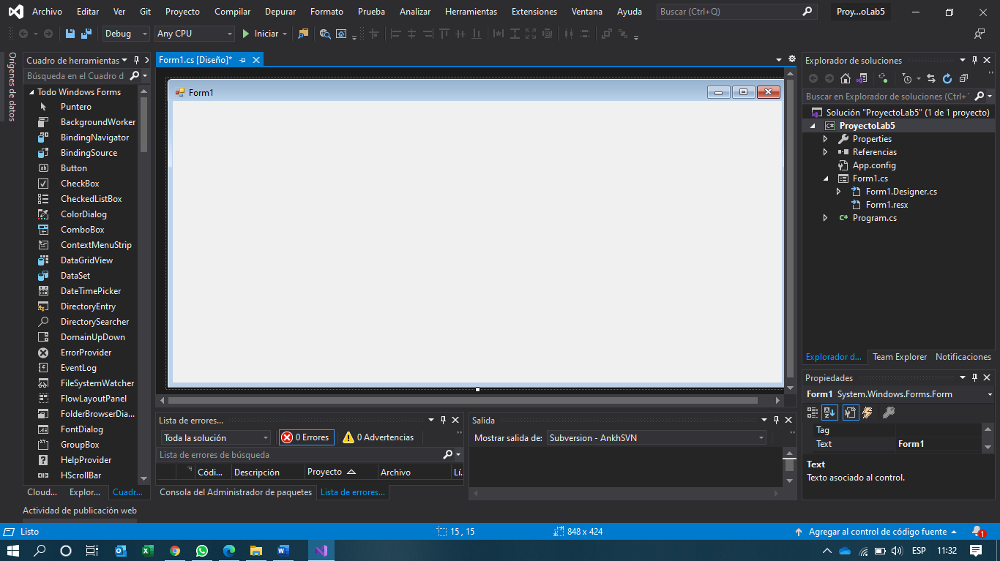 Archivo Editar Ver Git Proyecto Compilar Depurar Formato Prueba Analizar Herramientas Extensiones Ventana Ayuda Buscar (Ctrl+Q) Proy...oLab5
Debug Any CPU Iniciar
Orígenes de datos
Cuadro de herramientas
Búsqueda en el Cuadro d
Todo Windows Forms
Puntero
BackgroundWorker
BindingNavigator
BindingSource
Button
CheckBox
CheckedListBox
ColorDialog
ComboBox
ContextMenuStrip
DataGridView
DataSet
DateTimePicker
DirectoryEntry
DirectorySearcher
DomainUpDown
ErrorProvider
EventLog
FileSystemWatcher
FlowLayoutPanel
FolderBrowserDia...
FontDialog
GroupBox
HelpProvider
HScrollBar
Cloud... Explor... Cuadr...
Form1.cs [Diseño]*
Form1
Lista de errores...
Toda la solución 0 Errores 0 Advertencias
Lista de errores de búsqueda
Códi... Descripción Proyecto Archivo Lí.
Consola del Administrador de paquetes Lista de errores...
Salida
Mostrar salida de: Subversion - AnkhSVN
Explorador de soluciones
Buscar en Explorador de soluciones (Ctrl+
Solución "ProyectoLab5" (1 de 1 proyecto)
C# ProyectoLab5
Properties
Referencias
App.config
Form1.cs
Form1.Designer.cs
Form1.resx
C# Program.cs
Explorador d... Team Explorer Notificaciones
Propiedades
Form1 System.Windows.Forms.Form
Tag
Text Form1
Text
Texto asociado al control.
Actividad de publicación web
Listo 15 , 15 848 x 424 Agregar al control de código fuente 1
ESP 11:32